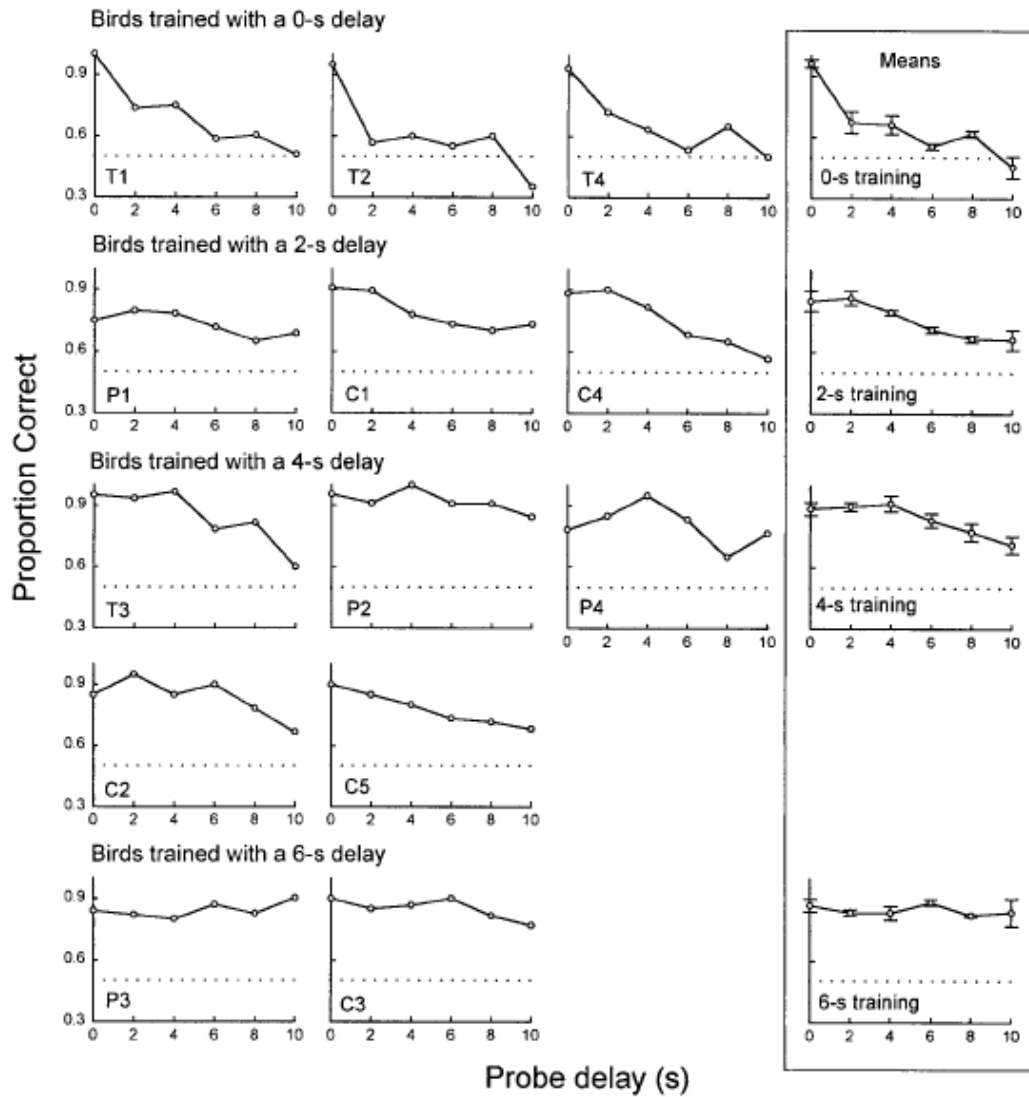 Birds trained with a 0-s delay
Means
0.9
0.6
0.3
T1
T2
T4
0-s training
0 2 4 6 8 10
0 2 4 6 8 10
0 2 4 6 8 10
0 2 4 6 8 10
Birds trained with a 2-s delay
0.9
0.6
0.3
P1
C1
C4
2-s training
0 2 4 6 8 10
0 2 4 6 8 10
0 2 4 6 8 10
0 2 4 6 8 10
Proportion Correct
Birds trained with a 4-s delay
0.9
0.6
0.3
T3
P2
P4
4-s training
0 2 4 6 8 10
0 2 4 6 8 10
0 2 4 6 8 10
0 2 4 6 8 10
0.9
0.6
0.3
C2
C5
0 2 4 6 8 10
0 2 4 6 8 10
Birds trained with a 6-s delay
0.9
0.6
0.3
P3
C3
6-s training
0 2 4 6 8 10
0 2 4 6 8 10
0 2 4 6 8 10
Probe delay (s)